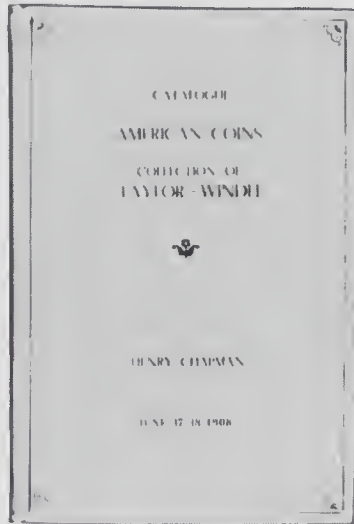 CATALOGUE
AMERICAN COINS
COLLECTION OF
TAYLOR - WINDLE
HENRY CHAPMAN
JUNE 17 18 1908